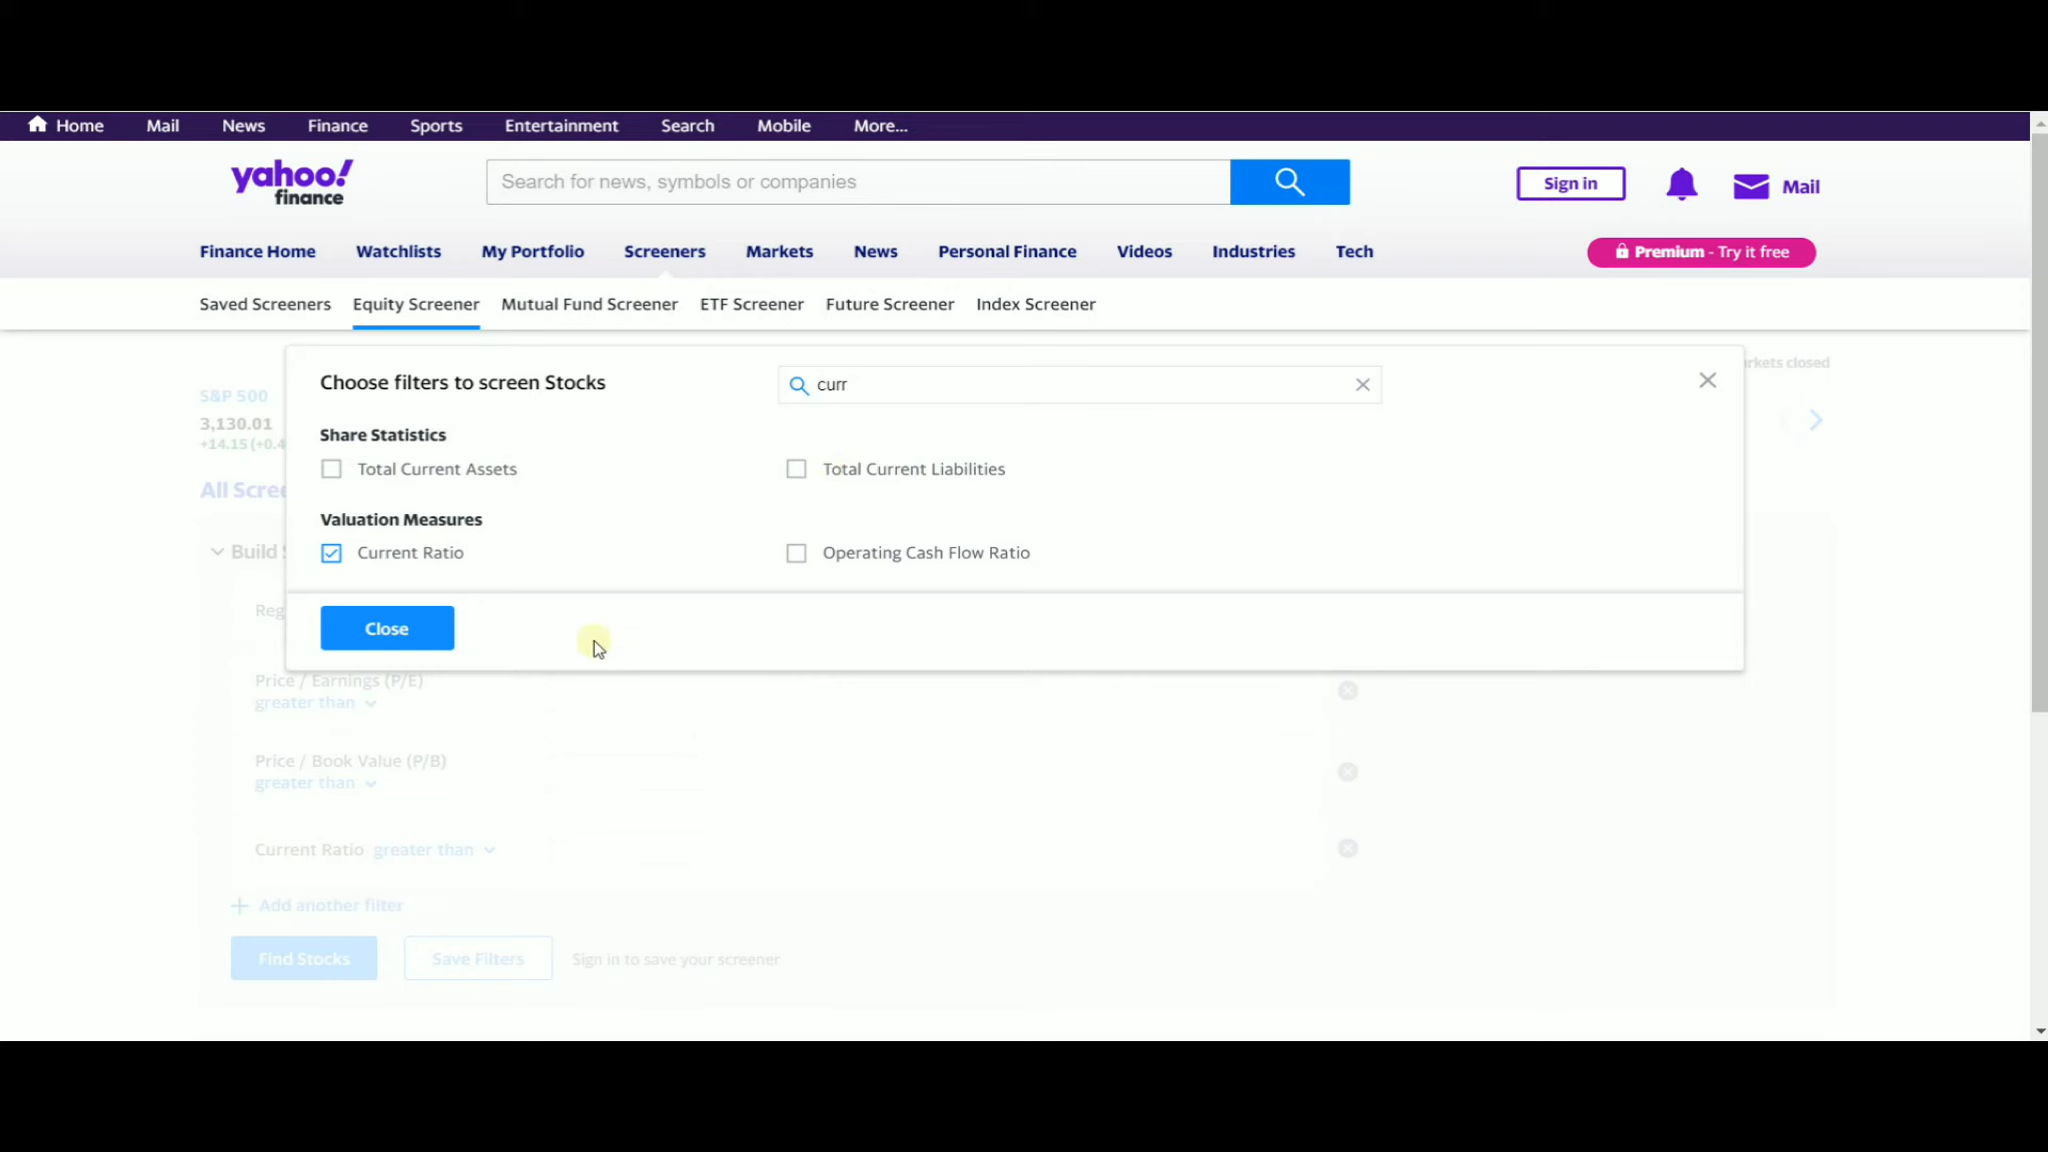 Home Mail News Finance Sports Entertainment Search Mobile More...
yahoo!
finance
Search for news, symbols or companies
Sign in
Mail
Finance Home Watchlists My Portfolio Screeners Markets News Personal Finance Videos Industries Tech
Premium - Try it free
Saved Screeners Equity Screener Mutual Fund Screener ETF Screener Future Screener Index Screener
rkets closed
Choose filters to screen Stocks
curr
S&P 500
3,130.01
+14.15 (+0.4
Share Statistics
Total Current Assets Total Current Liabilities
All Scree
Valuation Measures
Build
Current Ratio Operating Cash Flow Ratio
Reg
Close
Price / Earnings (P/E)
greater than
Price / Book Value (P/B)
greater than
Current Ratio greater than
Add another filter
Find Stocks Save Filters Sign in to save your screener